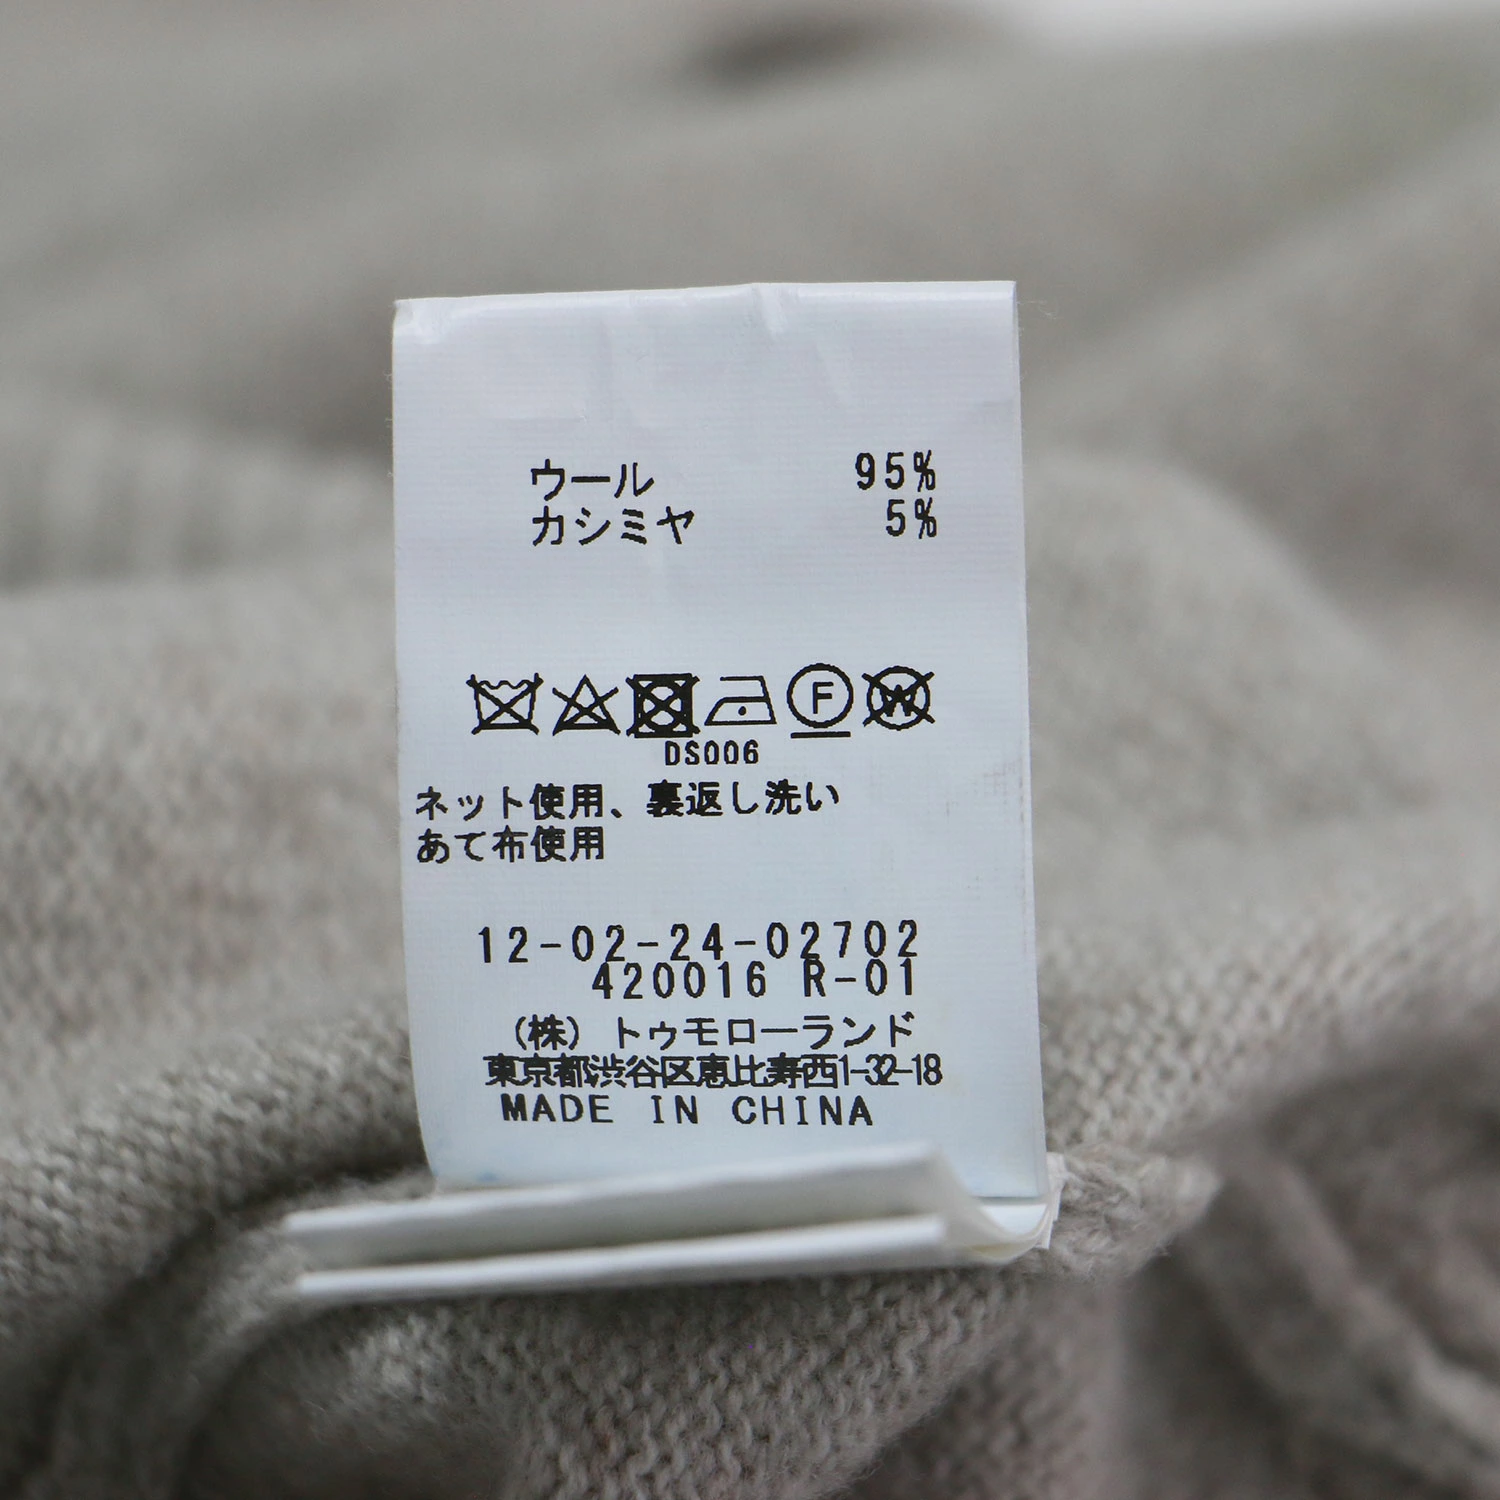 ウール 95%
カシミヤ 5%
F W
DS006
ネット使用、裏返し洗い
あて布使用
12-02-24-02702
420016 R-01
(株) トゥモローランド
東京都渋谷区恵比寿西1-32-18
MADE IN CHINA